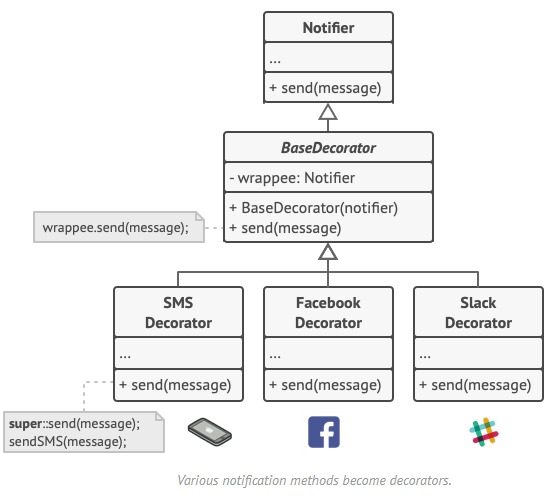 Notifier
...
+ send(message)
BaseDecorator
- wrappee: Notifier
+ BaseDecorator(notifier)
+ send(message)
wrappee.send(message);
SMS
Decorator
...
+ send(message)
Facebook
Decorator
...
+ send(message)
Slack
Decorator
...
+ send(message)
super::send(message);
sendSMS(message);
Various notification methods become decorators.